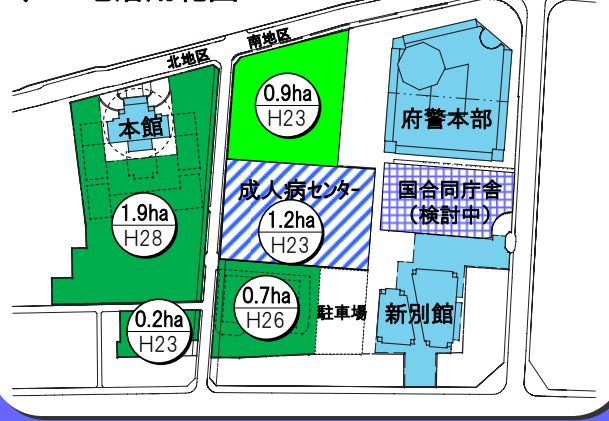 北地区
南地区
0.9ha
H23
府警本部
本館
成人病センター
国合同庁舎
(検討中)
1.9ha
H28
1.2ha
H23
0.7ha
H26
駐車場
新別館
0.2ha
H23